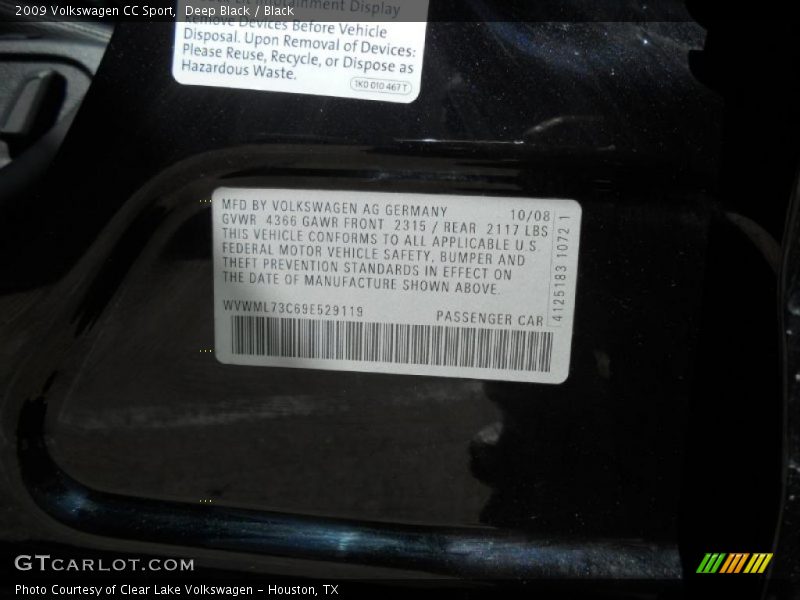 2009 Volkswagen CC Sport,  Deep Black / Black
Display
Remove Devices Before Vehicle
Disposal. Upon Removal of Devices:
Please Reuse, Recycle, or Dispose as
Hazardous Waste.
1K0 010 467 T
MFD BY VOLKSWAGEN AG GERMANY 10/08
GVWR 4366 GAWR FRONT 2315 / REAR 2117 LBS
THIS VEHICLE CONFORMS TO ALL APPLICABLE U.S.
FEDERAL MOTOR VEHICLE SAFETY, BUMPER AND
THEFT PREVENTION STANDARDS IN EFFECT ON
THE DATE OF MANUFACTURE SHOWN ABOVE.
WVWML73C69E529119 PASSENGER CAR
4125183 1072 1
GTCARLOT.COM
Photo Courtesy of Clear Lake Volkswagen - Houston, TX